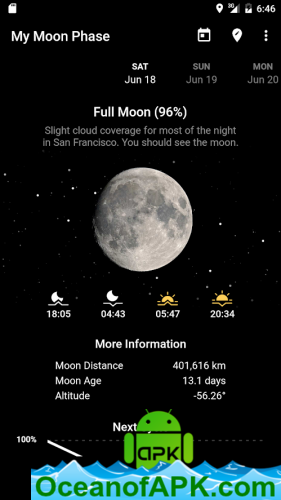 3G 6:46
My Moon Phase
SAT SUN MON
Jun 18 Jun 19 Jun 20
Full Moon (96%)
Slight cloud coverage for most of the night
in San Francisco. You should see the moon.
18:05 04:43 05:47 20:34
More Information
Moon Distance 401,616 km
Moon Age 13.1 days
Altitude -56.26°
Next
100%
APK
OceanofAPK.com